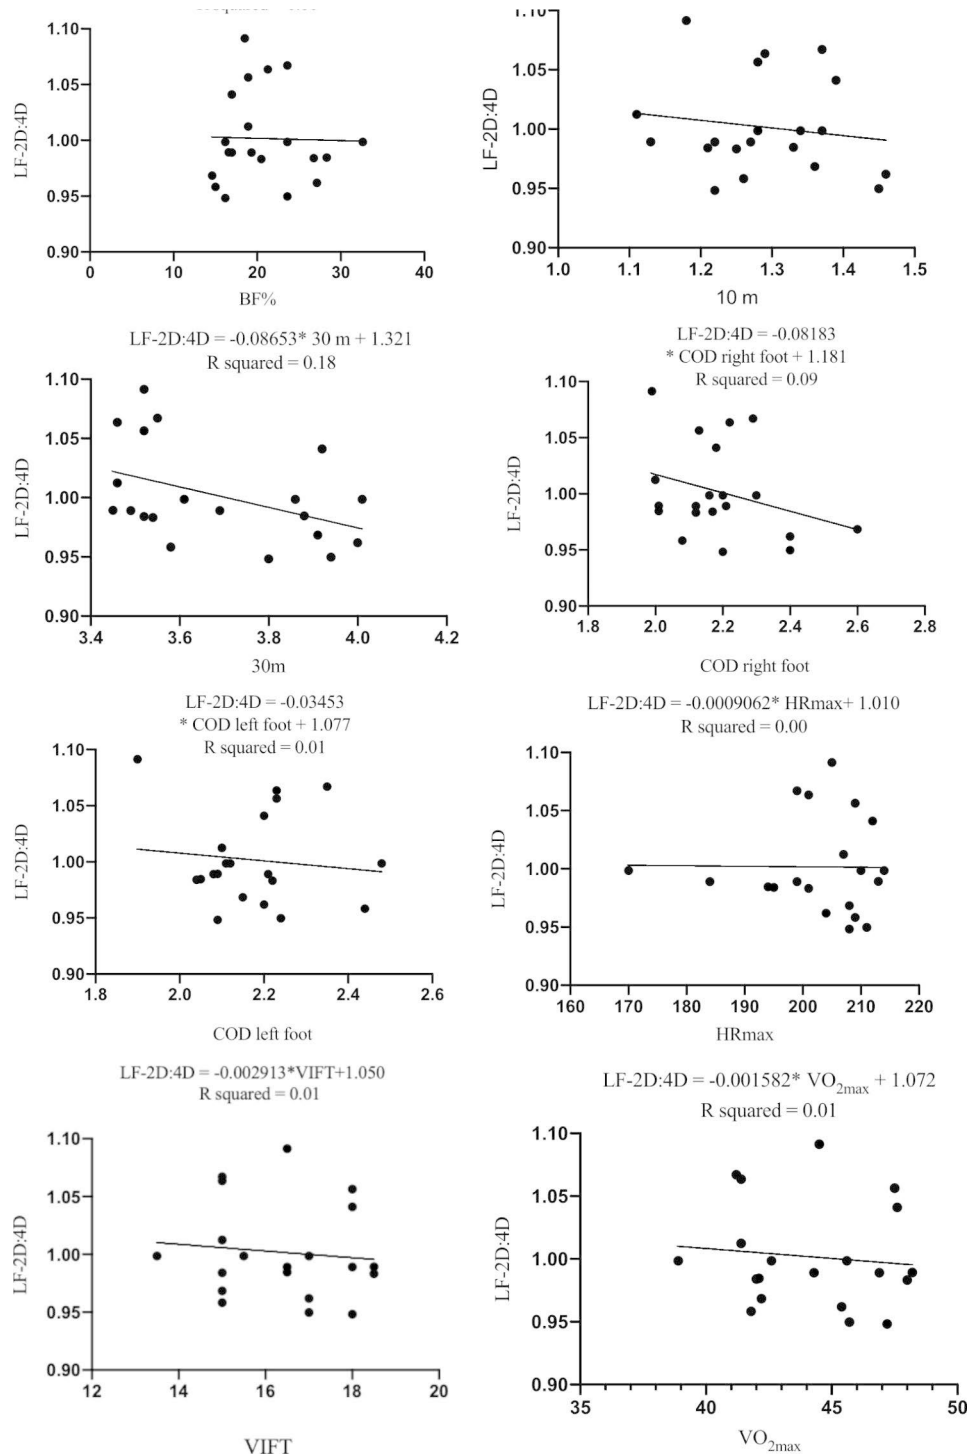 1.10
1.05
1.00
0.95
0.90
LF-2D:4D
0 10 20 30 40
BF%
1.10
1.05
1.00
0.95
0.90
LF-2D:4D
1.0 1.1 1.2 1.3 1.4 1.5
10 m
LF-2D:4D = -0.08653* 30 m + 1.321
R squared = 0.18
1.10
1.05
1.00
0.95
0.90
LF-2D:4D
3.4 3.6 3.8 4.0 4.2
30m
LF-2D:4D = -0.08183
* COD right foot + 1.181
R squared = 0.09
1.10
1.05
1.00
0.95
0.90
LF-2D:4D
1.8 2.0 2.2 2.4 2.6 2.8
COD right foot
LF-2D:4D = -0.03453
* COD left foot + 1.077
R squared = 0.01
1.10
1.05
1.00
0.95
0.90
LF-2D:4D
1.8 2.0 2.2 2.4 2.6
COD left foot
LF-2D:4D = -0.0009062* HRmax+ 1.010
R squared = 0.00
1.10
1.05
1.00
0.95
0.90
LF-2D:4D
160 170 180 190 200 210 220
HRmax
LF-2D:4D = -0.002913*VIFT+1.050
R squared = 0.01
1.10
1.05
1.00
0.95
0.90
LF-2D:4D
12 14 16 18 20
VIFT
LF-2D:4D = -0.001582* VO2max + 1.072
R squared = 0.01
1.10
1.05
1.00
0.95
0.90
LF-2D:4D
35 40 45 50
VO2max